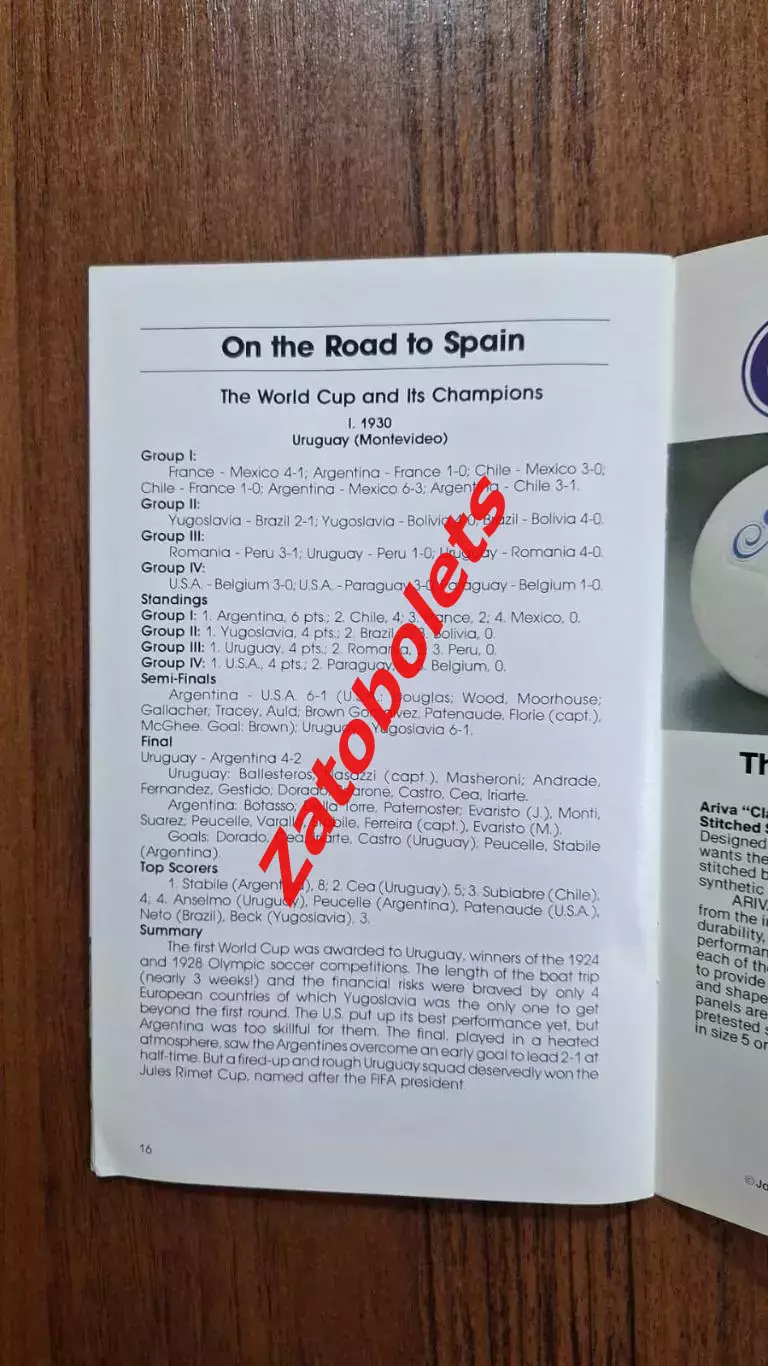 On the Road to Spain
The World Cup and Its Champions
I. 1930
Uruguay (Montevideo)
Group I:
France - Mexico 4-1; Argentina - France 1-0; Chile - Mexico 3-0;
Chile - France 1-0; Argentina - Mexico 6-3; Argentina - Chile 3-1.
Group II:
Yugoslavia - Brazil 2-1; Yugoslavia - Bolivia 4-0; Brazil - Bolivia 4-0.
Group III:
Romania - Peru 3-1; Uruguay - Peru 1-0; Uruguay - Romania 4-0.
Group IV:
U.S.A. - Belgium 3-0; U.S.A. - Paraguay 3-0; Paraguay - Belgium 1-0.
Standings
Group I: 1. Argentina, 6 pts.; 2. Chile, 4; 3. France, 2; 4. Mexico, 0.
Group II: 1. Yugoslavia, 4 pts.; 2. Brazil, 3. Bolivia, 0.
Group III: 1. Uruguay, 4 pts.; 2. Romania, 3. Peru, 0.
Group IV: 1. U.S.A., 4 pts.; 2. Paraguay, Belgium, 0.
Semi-Finals
Argentina - U.S.A. 6-1 (U.S.A.: Douglas; Wood, Moorhouse;
Gallacher, Tracey, Auld; Brown Gonzalvez, Patenaude, Florie (capt.),
McGhee. Goal: Brown); Uruguay - Yugoslavia 6-1.
Final
Uruguay - Argentina 4-2
Uruguay: Ballesteros; Nasazzi (capt.), Masheroni; Andrade,
Fernandez, Gestido; Dorado, Scarone, Castro, Cea, Iriarte.
Argentina: Botasso; Della Torre, Paternoster; Evaristo (J.), Monti,
Suarez; Peucelle, Varallo, Stabile, Ferreira (capt.), Evaristo (M.).
Goals: Dorado, Cea, Iriarte, Castro (Uruguay); Peucelle, Stabile
(Argentina).
Top Scorers
1. Stabile (Argentina), 8; 2. Cea (Uruguay), 5; 3. Subiabre (Chile),
4; 4. Anselmo (Uruguay), Peucelle (Argentina), Patenaude (U.S.A.),
Neto (Brazil), Beck (Yugoslavia), 3.
Summary
The first World Cup was awarded to Uruguay, winners of the 1924
and 1928 Olympic soccer competitions. The length of the boat trip
(nearly 3 weeks!) and the financial risks were braved by only 4
European countries of which Yugoslavia was the only one to get
beyond the first round. The U.S. put up its best performance yet, but
Argentina was too skillful for them. The final, played in a heated
atmosphere, saw the Argentines overcome an early goal to lead 2-1 at
half-time. But a fired-up and rough Uruguay squad deservedly won the
Jules Rimet Cup, named after the FIFA president.
16
Zatobolets
Th
Ariva "Cla
Stitched S
Designed
wants the
stitched b
synthetic
ARIVA
from the i
durability,
performan
each of the
to provide
and shape
panels are
pretested s
in size 5 or
©Ja